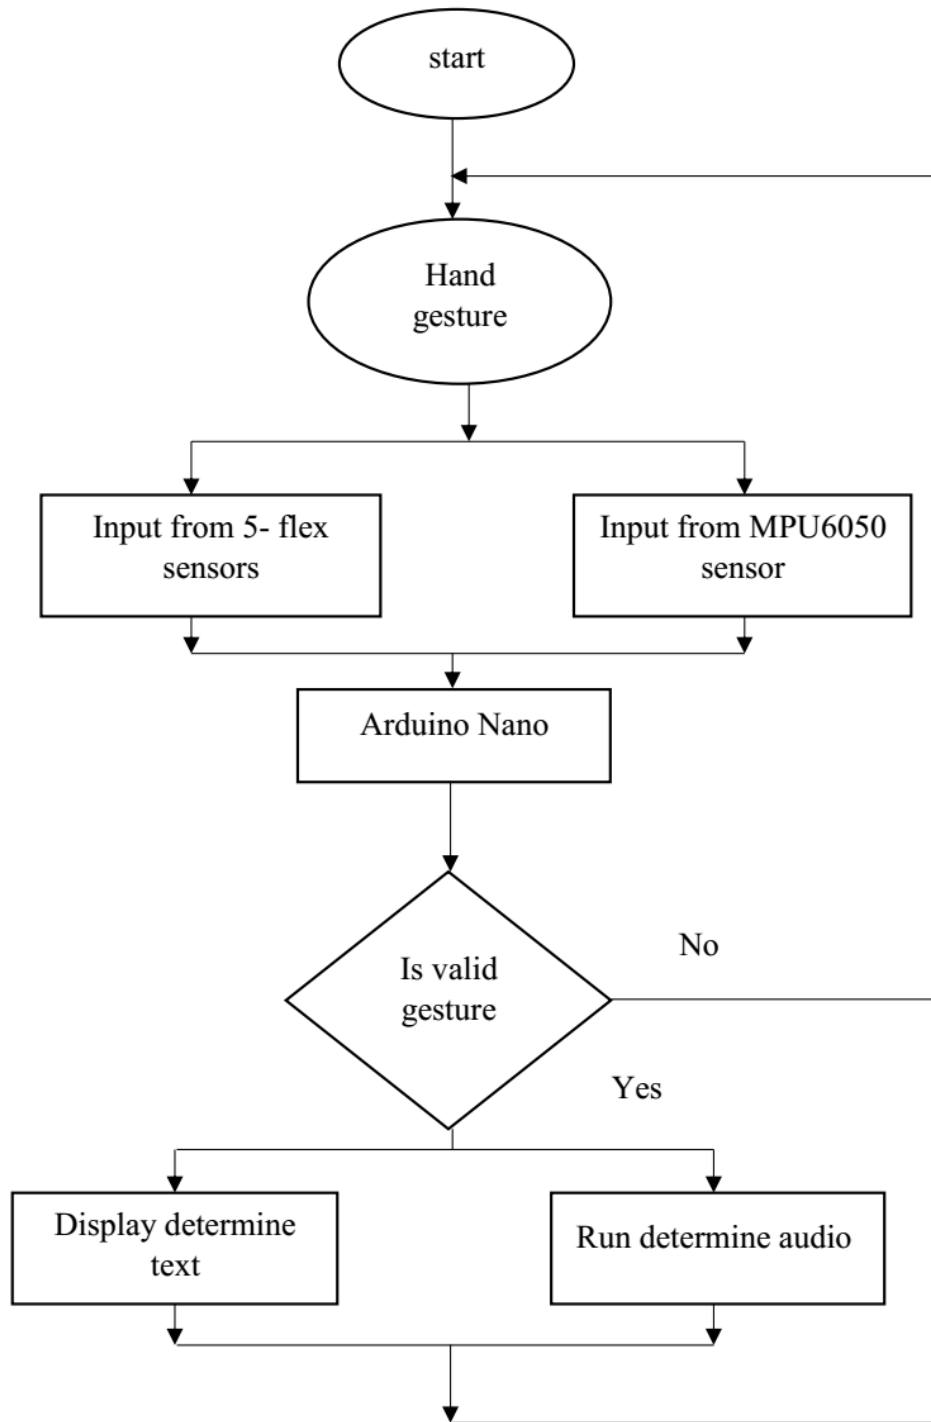 start
Hand
gesture
Input from 5- flex
sensors
Input from MPU6050
sensor
Arduino Nano
Is valid
gesture
No
Yes
Display determine
text
Run determine audio